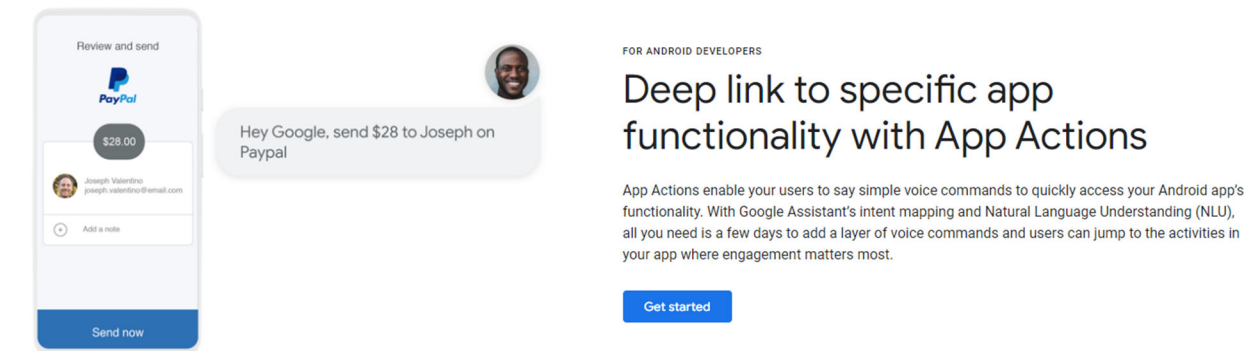 Review and send
PayPal
$28.00
Joseph Valentino
joseph.valentino@email.com
Add a note
Send now
Hey Google, send $28 to Joseph on
Paypal
FOR ANDROID DEVELOPERS
Deep link to specific app
functionality with App Actions
App Actions enable your users to say simple voice commands to quickly access your Android app's
functionality. With Google Assistant's intent mapping and Natural Language Understanding (NLU),
all you need is a few days to add a layer of voice commands and users can jump to the activities in
your app where engagement matters most.
Get started